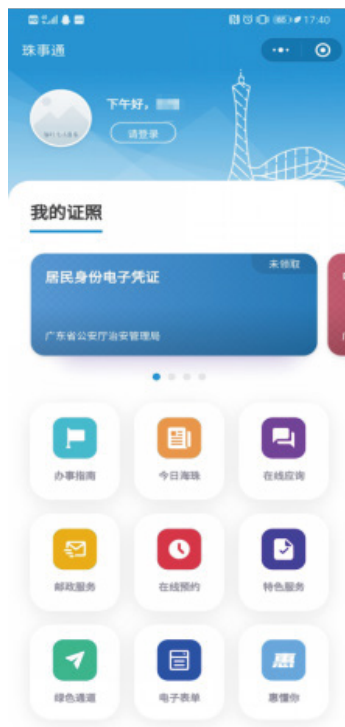 17:40
珠事通
下午好，
请登录
我的证照
居民身份电子凭证
未领取
广东省公安厅治安管理局
办事指南
今日海珠
在线应询
邮政服务
在线预约
特色服务
绿色通道
电子表单
惠懂你